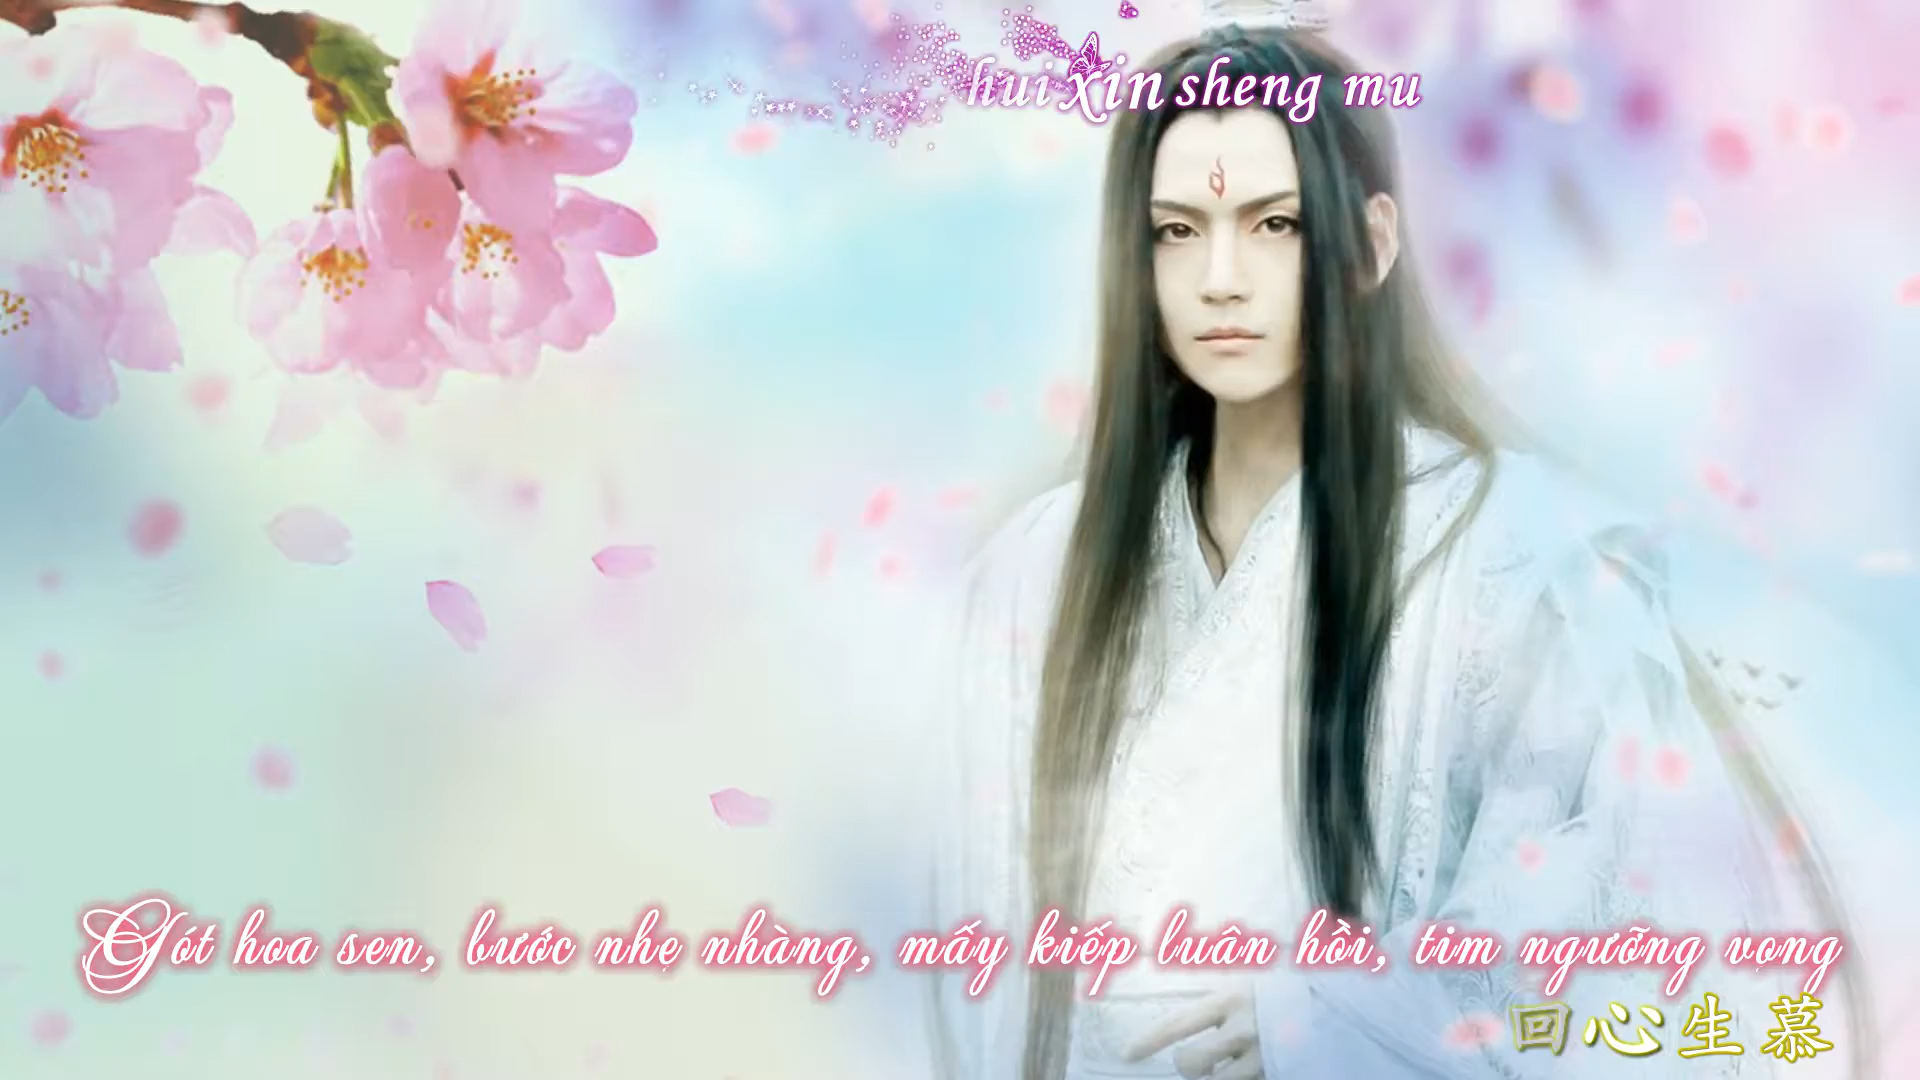 hui xin sheng mu
Gót hoa sen, bước nhẹ nhàng, mấy kiếp luân hồi, tim ngưỡng vọng
回心生慕